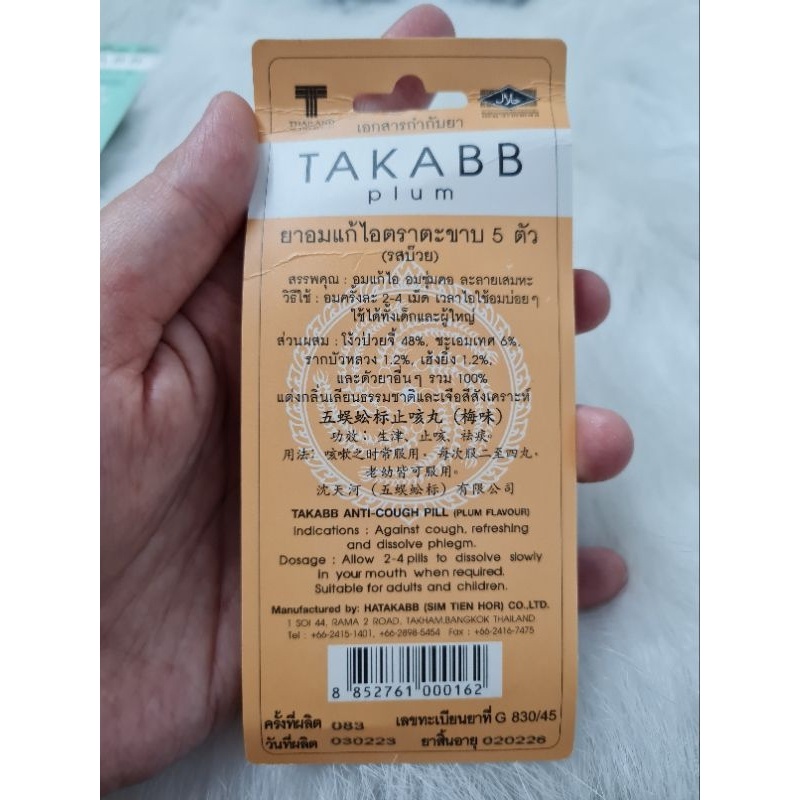 THAILAND
حلال
เอกสารกำกับยา
TAKABB
plum
ยาอมแก้ไอตราตะขาบ 5 ตัว
(รสบ๊วย)
สรรพคุณ : อมแก้ไอ อมชุ่มคอ ละลายเสมหะ
วิธีใช้ : อมครั้งละ 2-4 เม็ด เวลาไอใช้อมบ่อยๆ
ใช้ได้ทั้งเด็กและผู้ใหญ่
ส่วนผสม : โง้วป่วยจี้ 48%, ชะเอมเทศ 6%,
รากบัวหลวง 1.2%, เฮ้งยิ้ง 1.2%,
และตัวยาอื่นๆ รวม 100%
แต่งกลิ่นเลียนธรรมชาติและเจือสีสังเคราะห์
五蜈蚣标止咳丸（梅味）
功效：生津、止咳、祛痰。
用法：咳嗽之时常服用，每次服二至四丸，
老幼皆可服用。
沈天河（五蜈蚣标）有限公司
TAKABB ANTI-COUGH PILL (PLUM FLAVOUR)
Indications : Against cough, refreshing
and dissolve phlegm.
Dosage : Allow 2-4 pills to dissolve slowly
in your mouth when required.
Suitable for adults and children.
Manufactured by: HATAKABB (SIM TIEN HOR) CO.,LTD.
1 SOI 44, RAMA 2 ROAD, TAKHAM, BANGKOK THAILAND
Tel : +66-2415-1401, +66-2898-5454 Fax : +66-2416-7475
8 852761 000162
ครั้งที่ผลิต 083 เลขทะเบียนยาที่ G 830/45
วันที่ผลิต 030223 ยาสิ้นอายุ 020226